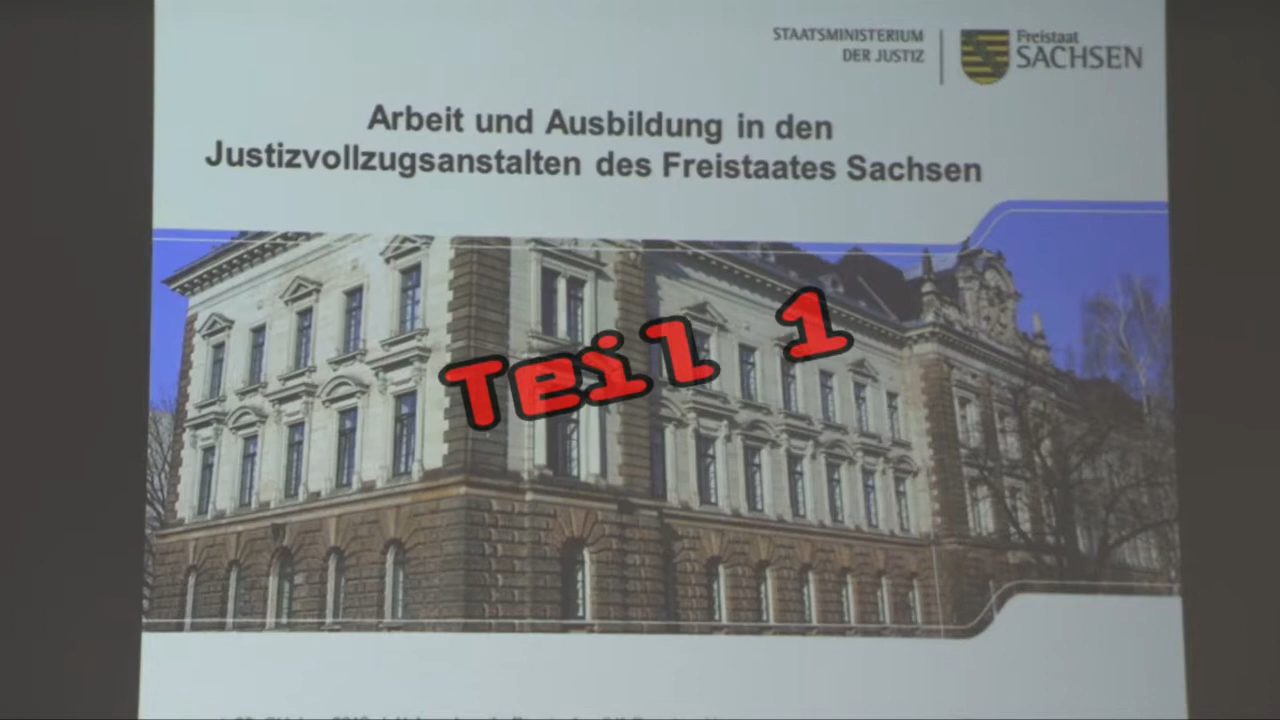 STAATSMINISTERIUM
DER JUSTIZ
Freistaat
SACHSEN
Arbeit und Ausbildung in den
Justizvollzugsanstalten des Freistaates Sachsen
Teil 1